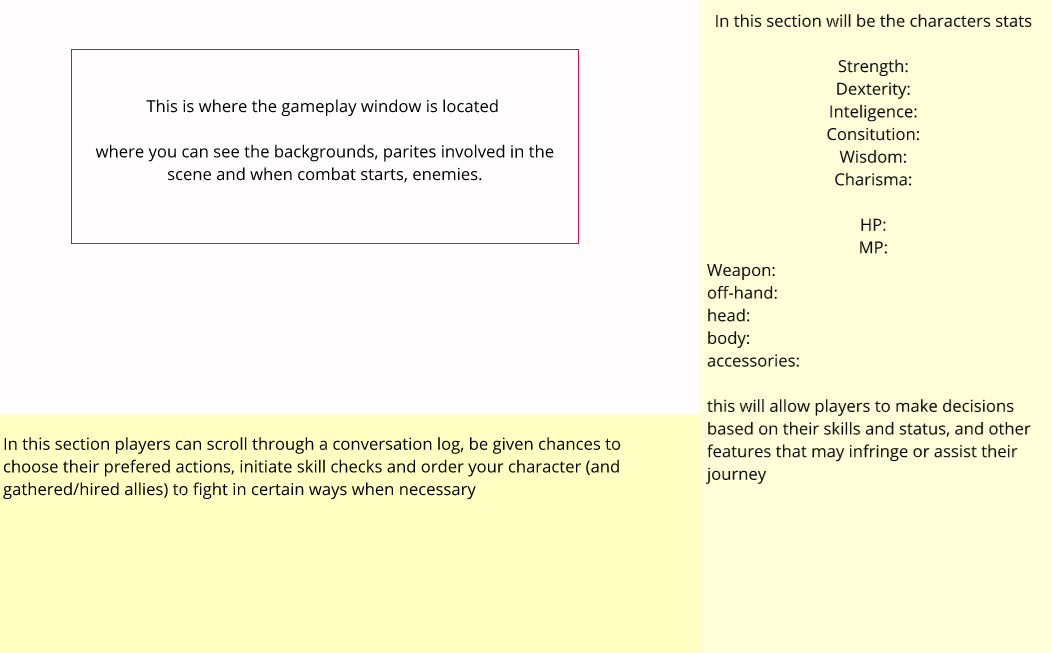 This is where the gameplay window is located
where you can see the backgrounds, parites involved in the
scene and when combat starts, enemies.
In this section players can scroll through a conversation log, be given chances to
choose their prefered actions, initiate skill checks and order your character (and
gathered/hired allies) to fight in certain ways when necessary
In this section will be the characters stats
Strength:
Dexterity:
Inteligence:
Consitution:
Wisdom:
Charisma:
HP:
MP:
Weapon:
off-hand:
head:
body:
accessories:
this will allow players to make decisions
based on their skills and status, and other
features that may infringe or assist their
journey